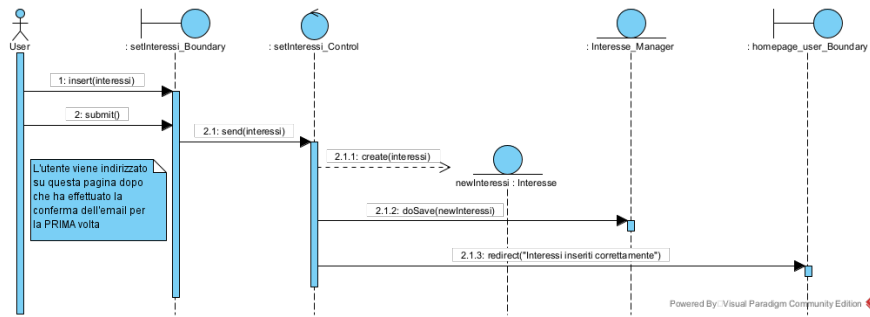 User
: setInteressi_Boundary
: setInteressi_Control
: Interesse_Manager
: homepage_user_Boundary
1: insert(interessi)
2: submit()
2.1: send(interessi)
2.1.1: create(interessi)
newInteressi : Interesse
L'utente viene indirizzato
su questa pagina dopo
che ha effettuato la
conferma dell'email per
la PRIMA volta
2.1.2: doSave(newInteressi)
2.1.3: redirect("Interessi inseriti correttamente")
Powered By Visual Paradigm Community Edition